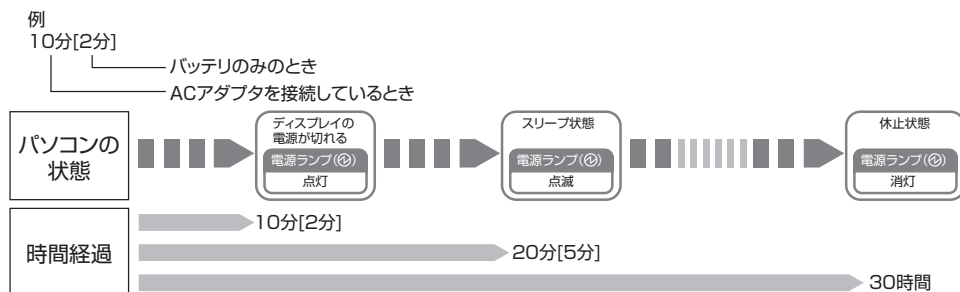 例
10分[2分]
バッテリのみのとき
ACアダプタを接続しているとき
パソコンの
状態
ディスプレイの
電源が切れる
電源ランプ()
点灯
スリープ状態
電源ランプ()
点滅
休止状態
電源ランプ()
消灯
時間経過
10分[2分]
20分[5分]
30時間